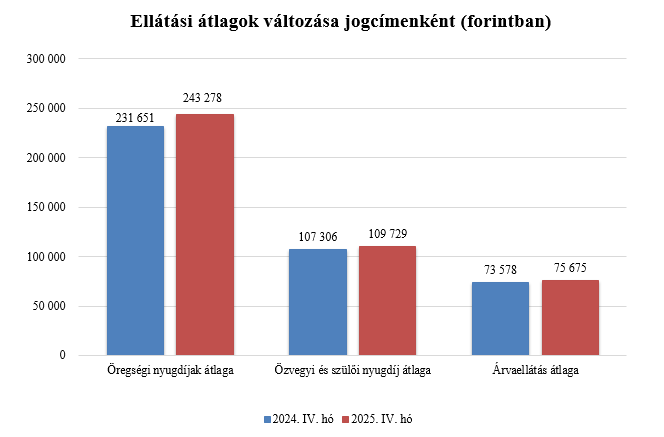 Ellátási átlagok változása jogcímenként (forintban)
300 000
250 000
200 000
150 000
100 000
50 000
0
231 651
243 278
107 306
109 729
73 578
75 675
Öregségi nyugdíjak átlaga
Özvegyi és szülői nyugdíj átlaga
Árvaellátás átlaga
2024. IV. hó
2025. IV. hó